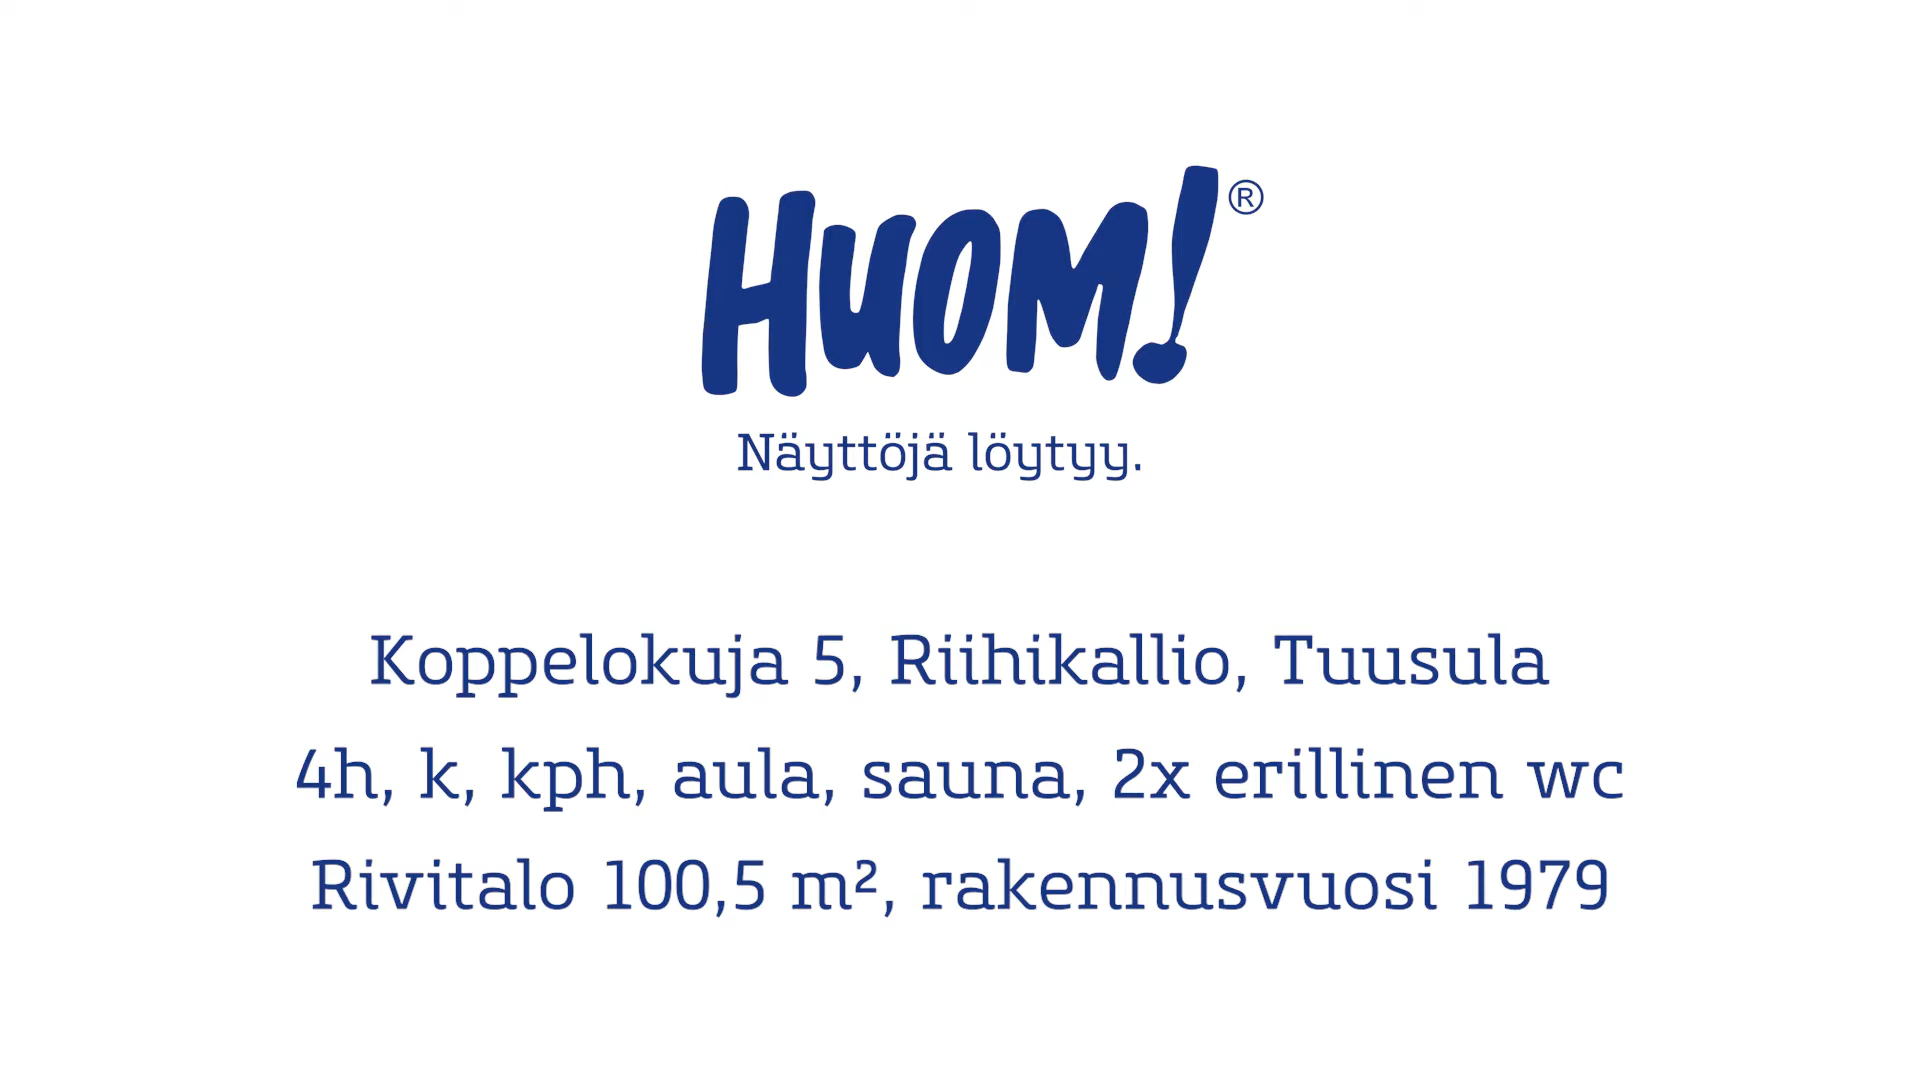 HUOM!®
Näyttöjä löytyy.
Koppelokuja 5, Riihikallio, Tuusula
4h, k, kph, aula, sauna, 2x erillinen wc
Rivitalo 100,5 m², rakennusvuosi 1979